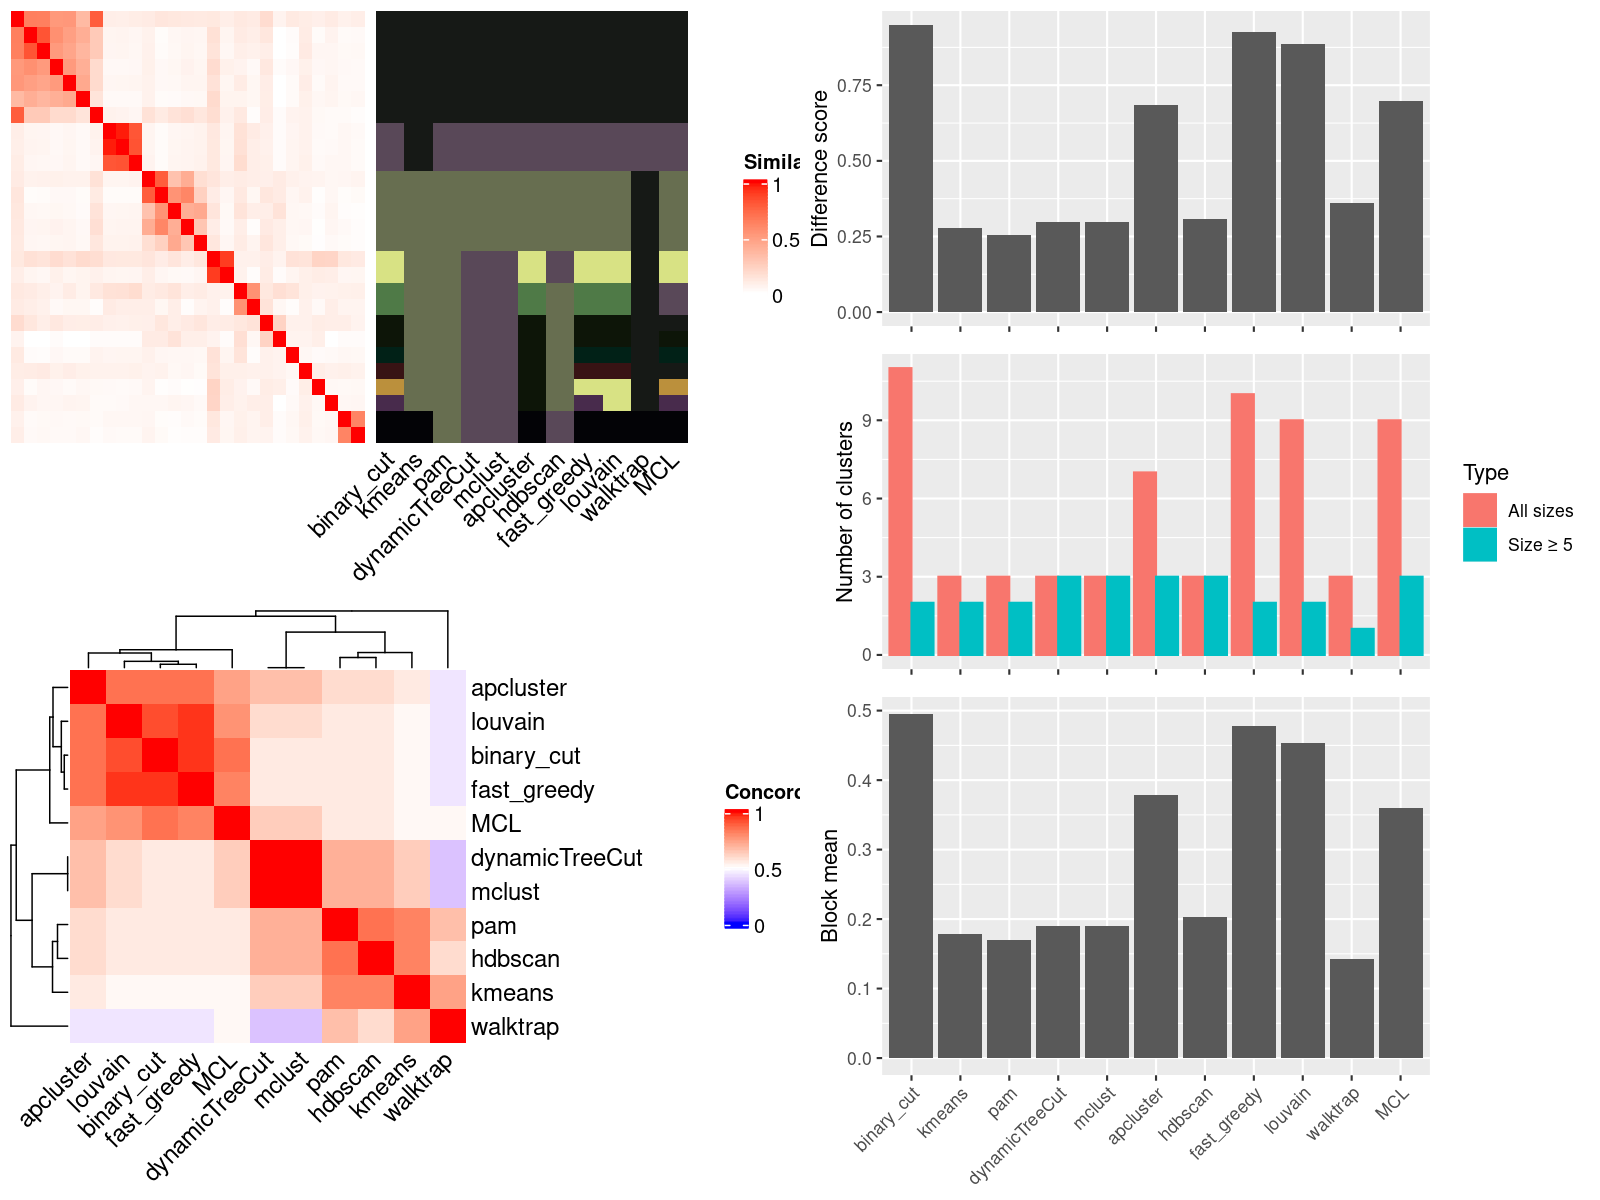 Simila
1
0.5
0
binary_cut
kmeans
pam
dynamicTreeCut
mclust
apcluster
hdbscan
fast_greedy
louvain
walktrap
MCL
Difference score
0.75
0.50
0.25
0.00
Number of clusters
9
6
3
0
Type
All sizes
Size ≥ 5
apcluster
louvain
binary_cut
fast_greedy
MCL
dynamicTreeCut
mclust
pam
hdbscan
kmeans
walktrap
apcluster
louvain
binary_cut
fast_greedy
MCL
dynamicTreeCut
mclust
pam
hdbscan
kmeans
walktrap
Concord
1
0.5
0
Block mean
0.5
0.4
0.3
0.2
0.1
0.0
binary_cut
kmeans
pam
dynamicTreeCut
mclust
apcluster
hdbscan
fast_greedy
louvain
walktrap
MCL